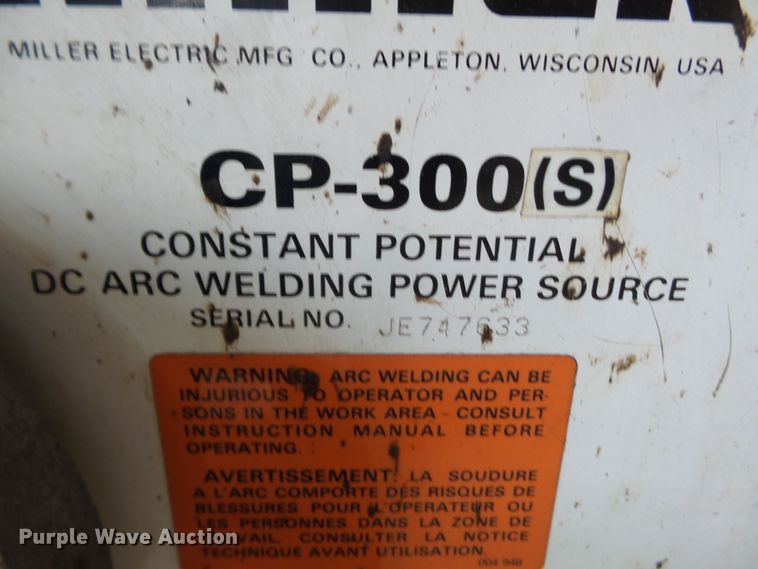 MILLER ELECTRIC MFG CO., APPLETON, WISCONSIN, USA
CP-300(S)
CONSTANT POTENTIAL
DC ARC WELDING POWER SOURCE
SERIAL NO. JE747633
WARNING: ARC WELDING CAN BE
INJURIOUS TO OPERATOR AND PER-
SONS IN THE WORK AREA - CONSULT
INSTRUCTION MANUAL BEFORE
OPERATING.
AVERTISSEMENT: LA SOUDURE
A L'ARC COMPORTE DES RISQUES DE
BLESSURES POUR L'OPERATEUR OU
LES PERSONNES DANS LA ZONE DE
TRAVAIL. CONSULTER LA NOTICE
TECHNIQUE AVANT UTILISATION.
004 948
Purple Wave Auction